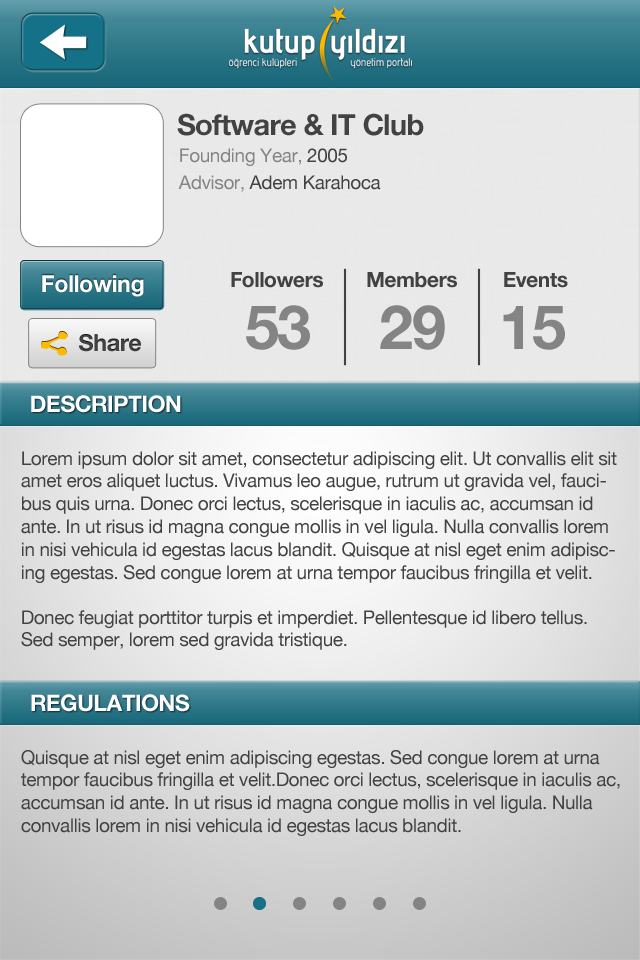 kutup yıldızı
öğrenci kulüpleri yönetim portalı
Software & IT Club
Founding Year, 2005
Advisor, Adem Karahoca
Following
Share
Followers Members Events
53 29 15
DESCRIPTION
Lorem ipsum dolor sit amet, consectetur adipiscing elit. Ut convallis elit sit
amet eros aliquet luctus. Vivamus leo augue, rutrum ut gravida vel, fauci-
bus quis urna. Donec orci lectus, scelerisque in iaculis ac, accumsan id
ante. In ut risus id magna congue mollis in vel ligula. Nulla convallis lorem
in nisi vehicula id egestas lacus blandit. Quisque at nisl eget enim adipisc-
ing egestas. Sed congue lorem at urna tempor faucibus fringilla et velit.
Donec feugiat porttitor turpis et imperdiet. Pellentesque id libero tellus.
Sed semper, lorem sed gravida tristique.
REGULATIONS
Quisque at nisl eget enim adipiscing egestas. Sed congue lorem at urna
tempor faucibus fringilla et velit.Donec orci lectus, scelerisque in iaculis ac,
accumsan id ante. In ut risus id magna congue mollis in vel ligula. Nulla
convallis lorem in nisi vehicula id egestas lacus blandit.